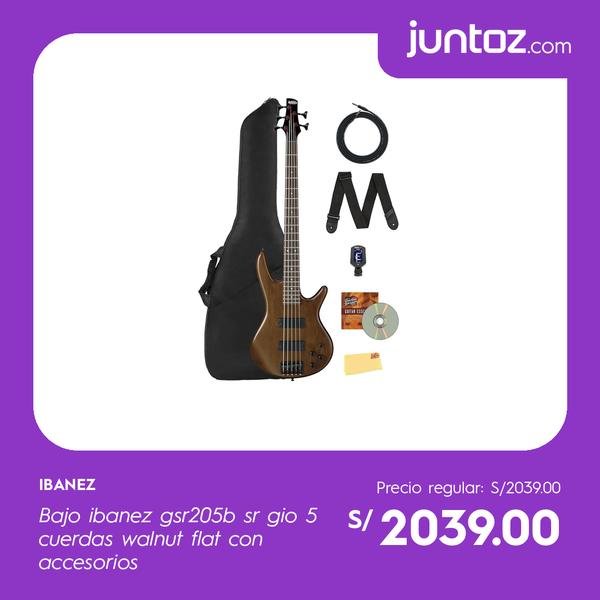 juntoz.com
IBANEZ
Bajo ibanez gsr205b sr gio 5
cuerdas walnut flat con
accesorios
Precio regular: S/2039.00
S/ 2039.00